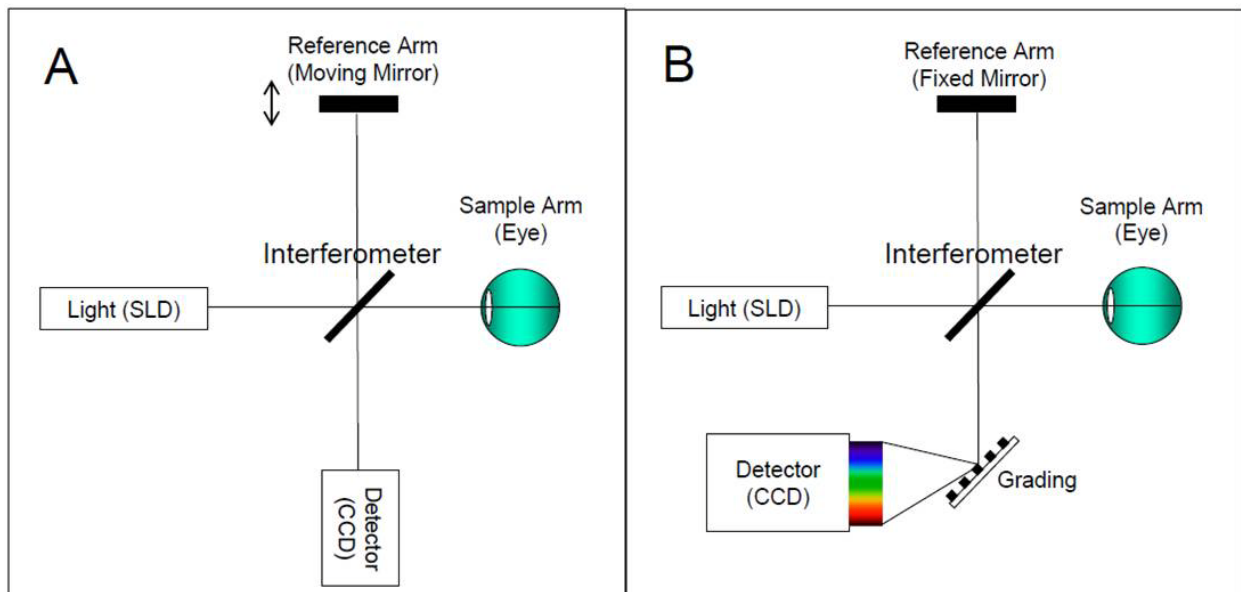 A
Reference Arm
(Moving Mirror)
Sample Arm
(Eye)
Interferometer
Light (SLD)
Detector
(CCD)
B
Reference Arm
(Fixed Mirror)
Sample Arm
(Eye)
Interferometer
Light (SLD)
Detector
(CCD)
Grading